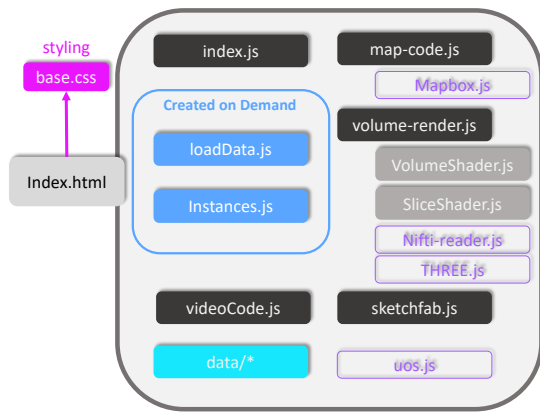 styling
base.css
Index.html
index.js
map-code.js
Mapbox.js
Created on Demand
loadData.js
Instances.js
volume-render.js
VolumeShader.js
SliceShader.js
Nifti-reader.js
THREE.js
videoCode.js
sketchfab.js
data/*
uos.js